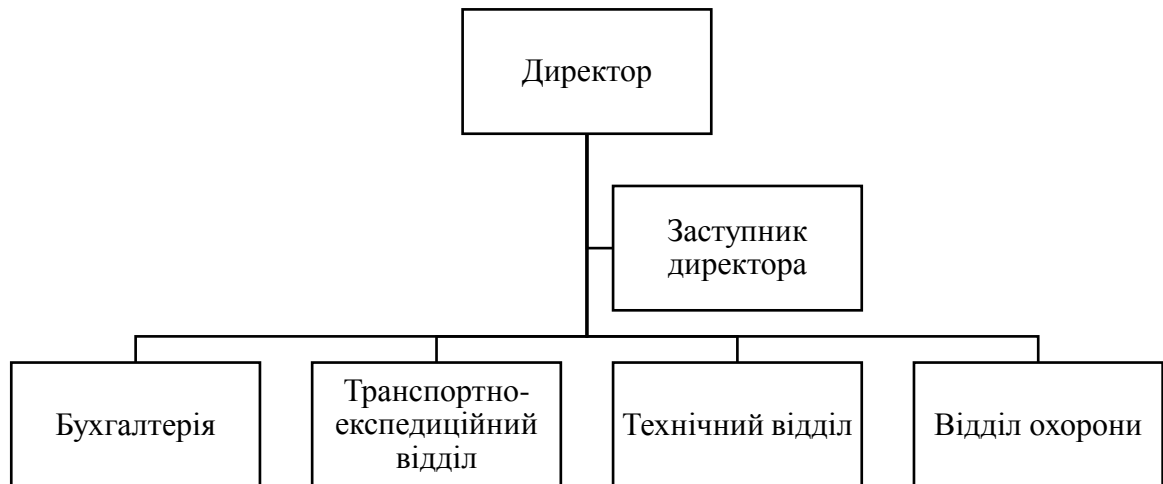 Директор
Заступник
директора
Бухгалтерія
Транспортно-
експедиційний
відділ
Технічний відділ
Відділ охорони